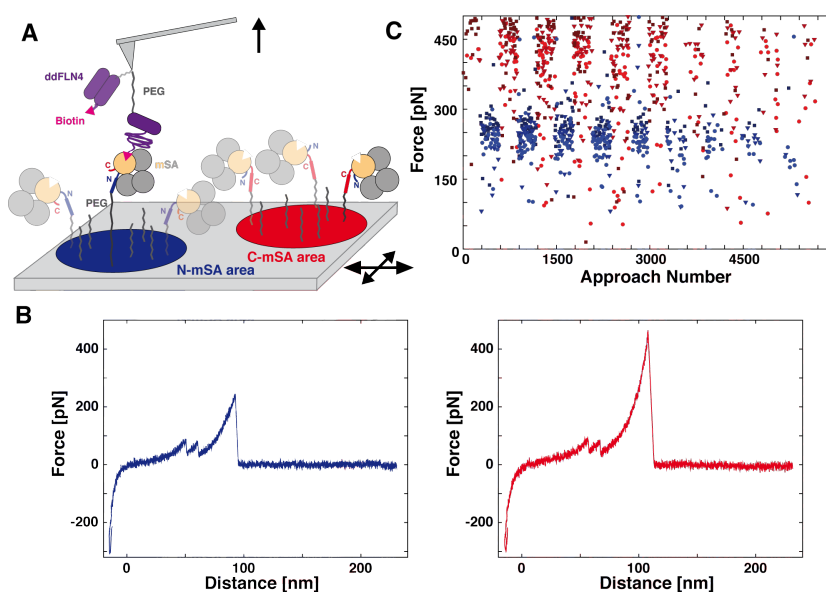 A
ddFLN4
PEG
Biotin
C
N
mSA
N
C
PEG
N
C
N
C
N
C
C
N
N-mSA area
C-mSA area
C
Force [pN]
450
300
150
0
1500
3000
4500
Approach Number
B
Force [pN]
400
200
0
-200
0
100
200
Distance [nm]
Force [pN]
400
200
0
-200
0
100
200
Distance [nm]